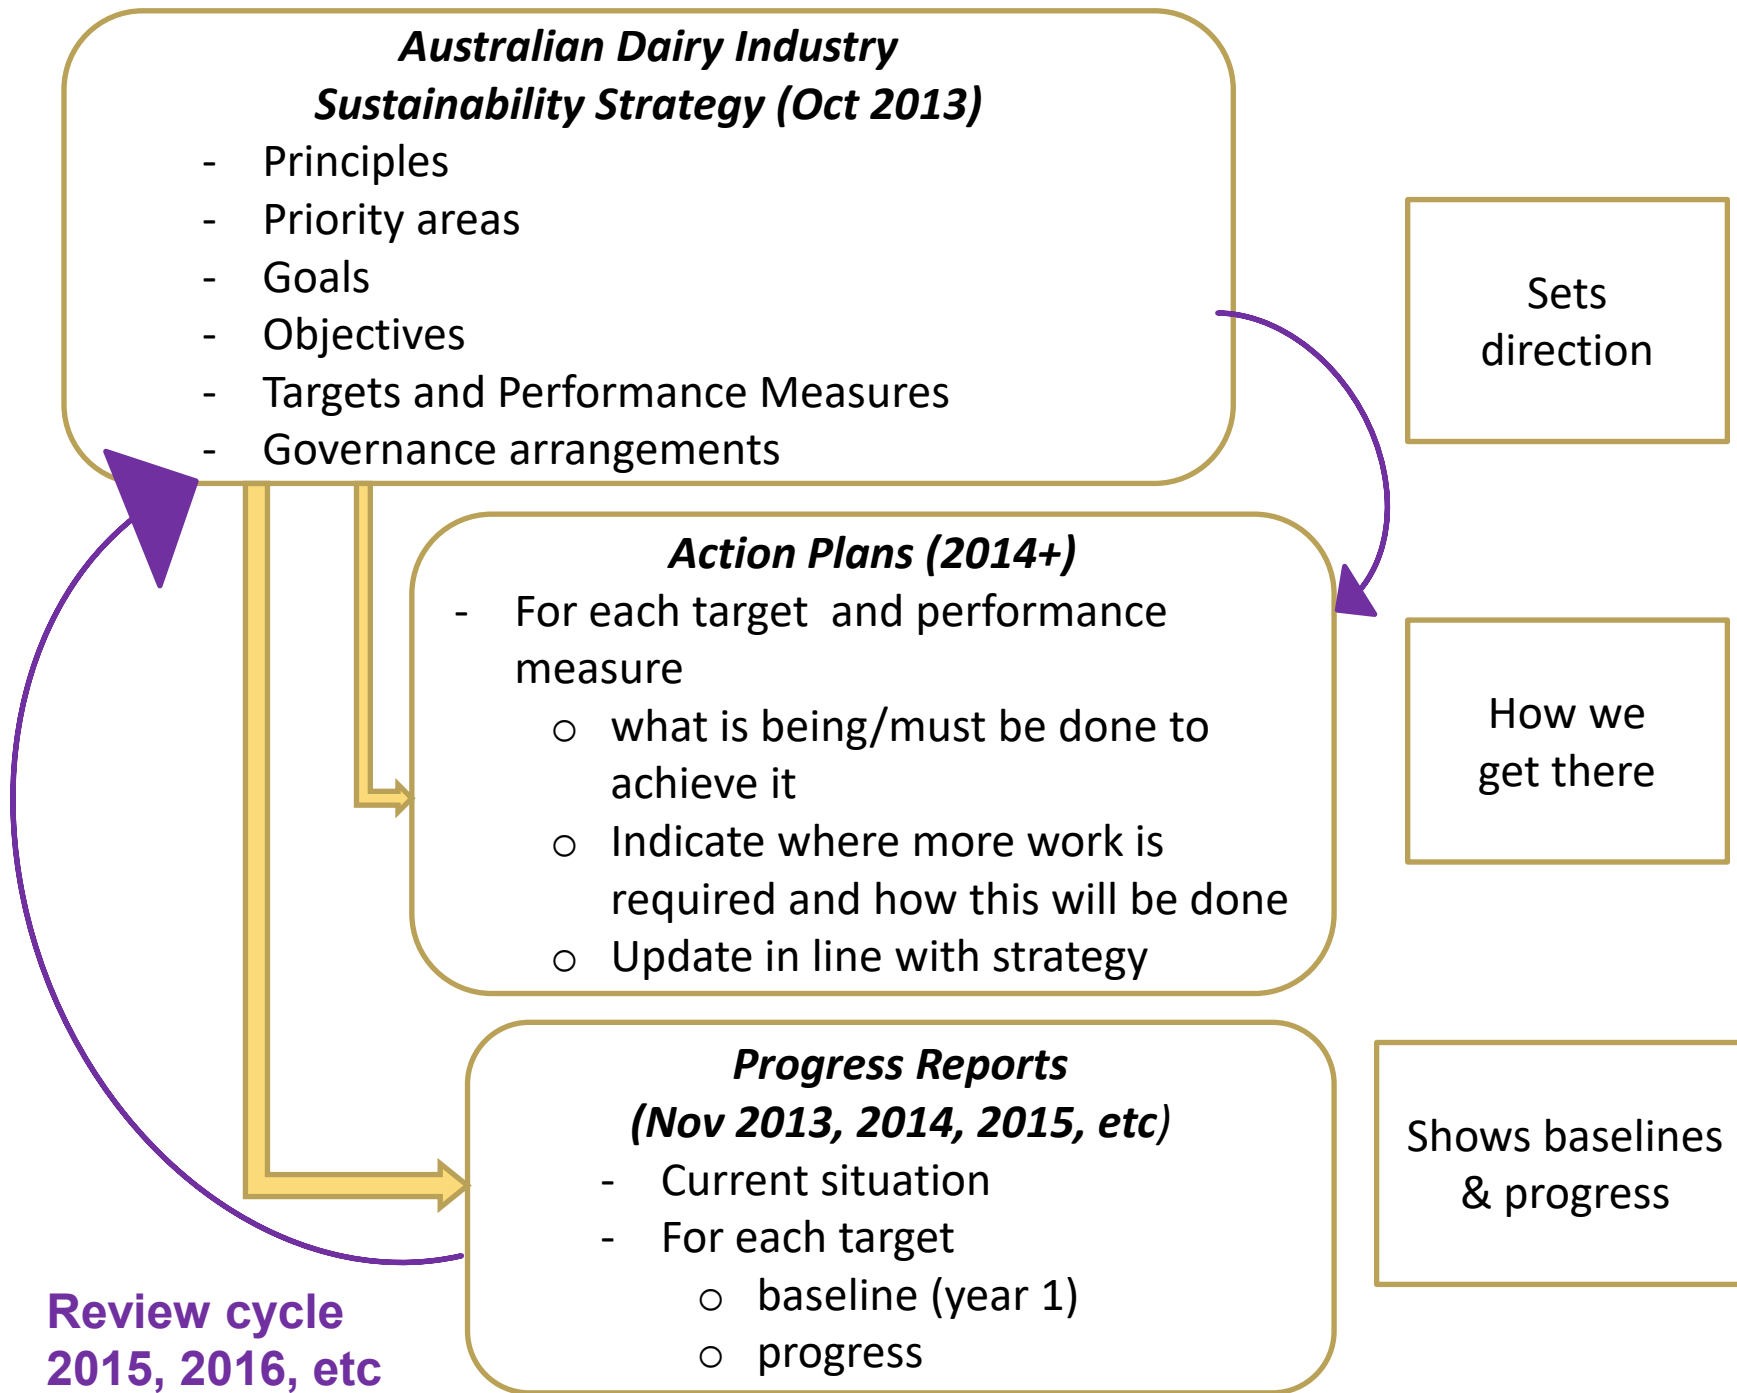 Australian Dairy Industry
Sustainability Strategy (Oct 2013)
- Principles
- Priority areas
- Goals
- Objectives
- Targets and Performance Measures
- Governance arrangements
Sets
direction
Action Plans (2014+)
- For each target  and performance
measure
o what is being/must be done to
achieve it
o Indicate where more work is
required and how this will be done
o Update in line with strategy
How we
get there
Progress Reports
(Nov 2013, 2014, 2015, etc)
- Current situation
- For each target
o baseline (year 1)
o progress
Shows baselines
& progress
Review cycle
2015, 2016, etc